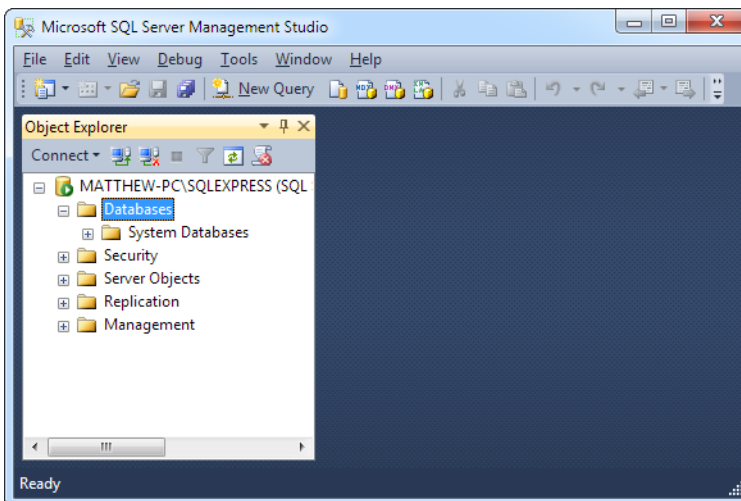 Microsoft SQL Server Management Studio
File Edit View Debug Tools Window Help
New Query
Object Explorer
Connect
MATTHEW-PC\SQLEXPRESS (SQL
Databases
System Databases
Security
Server Objects
Replication
Management
Ready